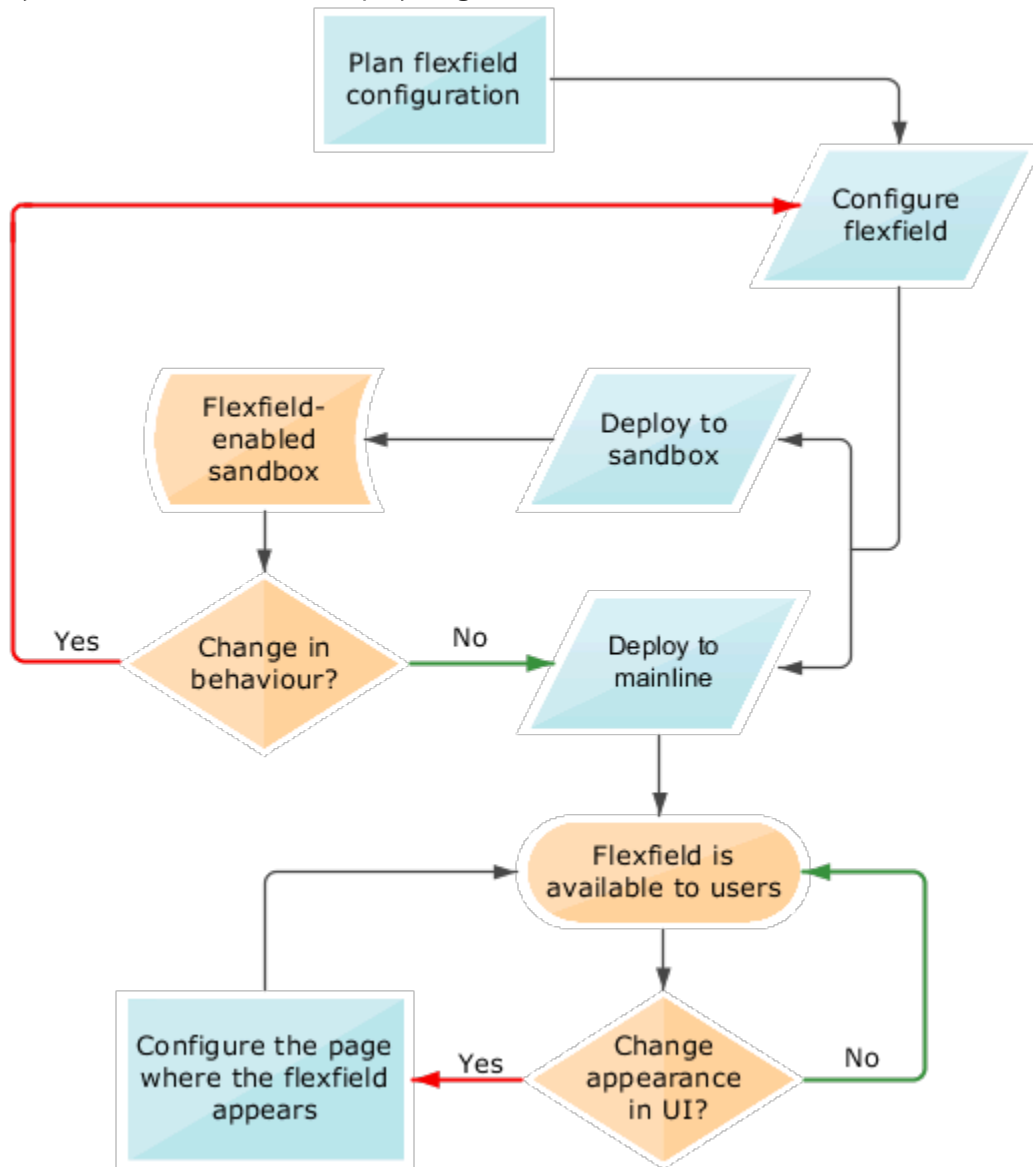 Plan flexfield
configuration
Configure
flexfield
Flexfield-
enabled
sandbox
Deploy to
sandbox
Yes
Change in
behaviour?
No
Deploy to
mainline
Flexfield is
available to users
Configure the page
where the flexfield
appears
Yes
Change
appearance
in UI?
No